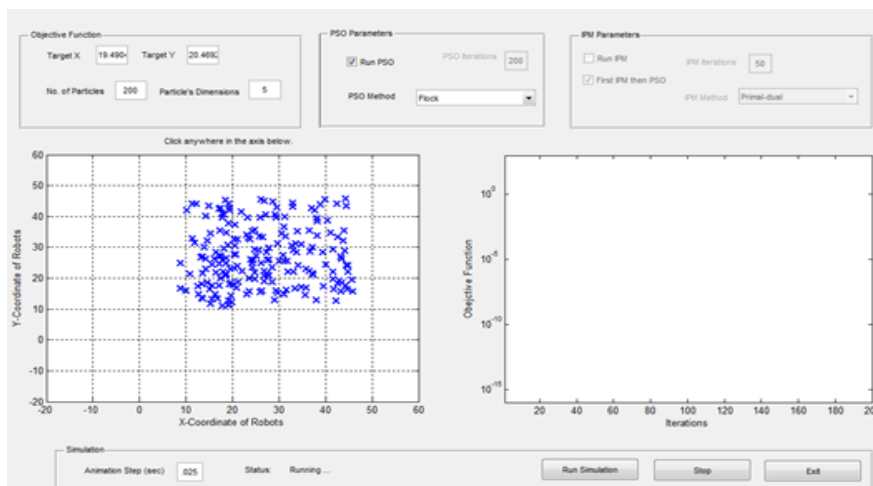 Objective Function
Target X 19.4904 Target Y 20.4692
No. of Particles 200 Particle's Dimensions 5
PSO Parameters
Run PSO PSO Iterations 200
PSO Method Flock
IPM Parameters
Run IPM IPM Iterations 50
First IPM then PSO
IPM Method Primal-dual
Click anywhere in the axis below.
Y-Coordinate of Robots
60
50
40
30
20
10
0
-10
-20
-20 -10 0 10 20 30 40 50 60
X-Coordinate of Robots
Obejctive Function
10^0
10^-5
10^-10
10^-15
20 40 60 80 100 120 140 160 180 200
Iterations
Simulation
Animation Step (sec) .025 Status: Running ...
Run Simulation Stop Exit